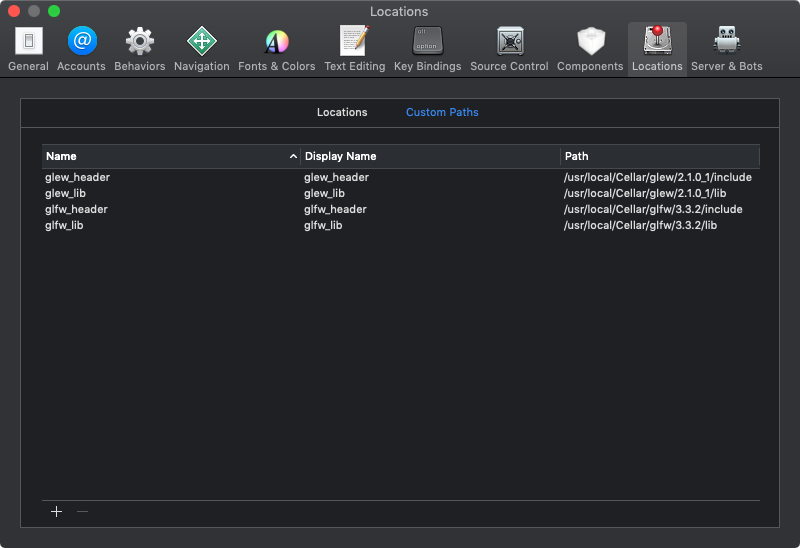 Locations
General Accounts Behaviors Navigation Fonts & Colors Text Editing Key Bindings Source Control Components Locations Server & Bots
Locations Custom Paths
Name Display Name Path
glew_header glew_header /usr/local/Cellar/glew/2.1.0_1/include
glew_lib glew_lib /usr/local/Cellar/glew/2.1.0_1/lib
glfw_header glfw_header /usr/local/Cellar/glfw/3.3.2/include
glfw_lib glfw_lib /usr/local/Cellar/glfw/3.3.2/lib